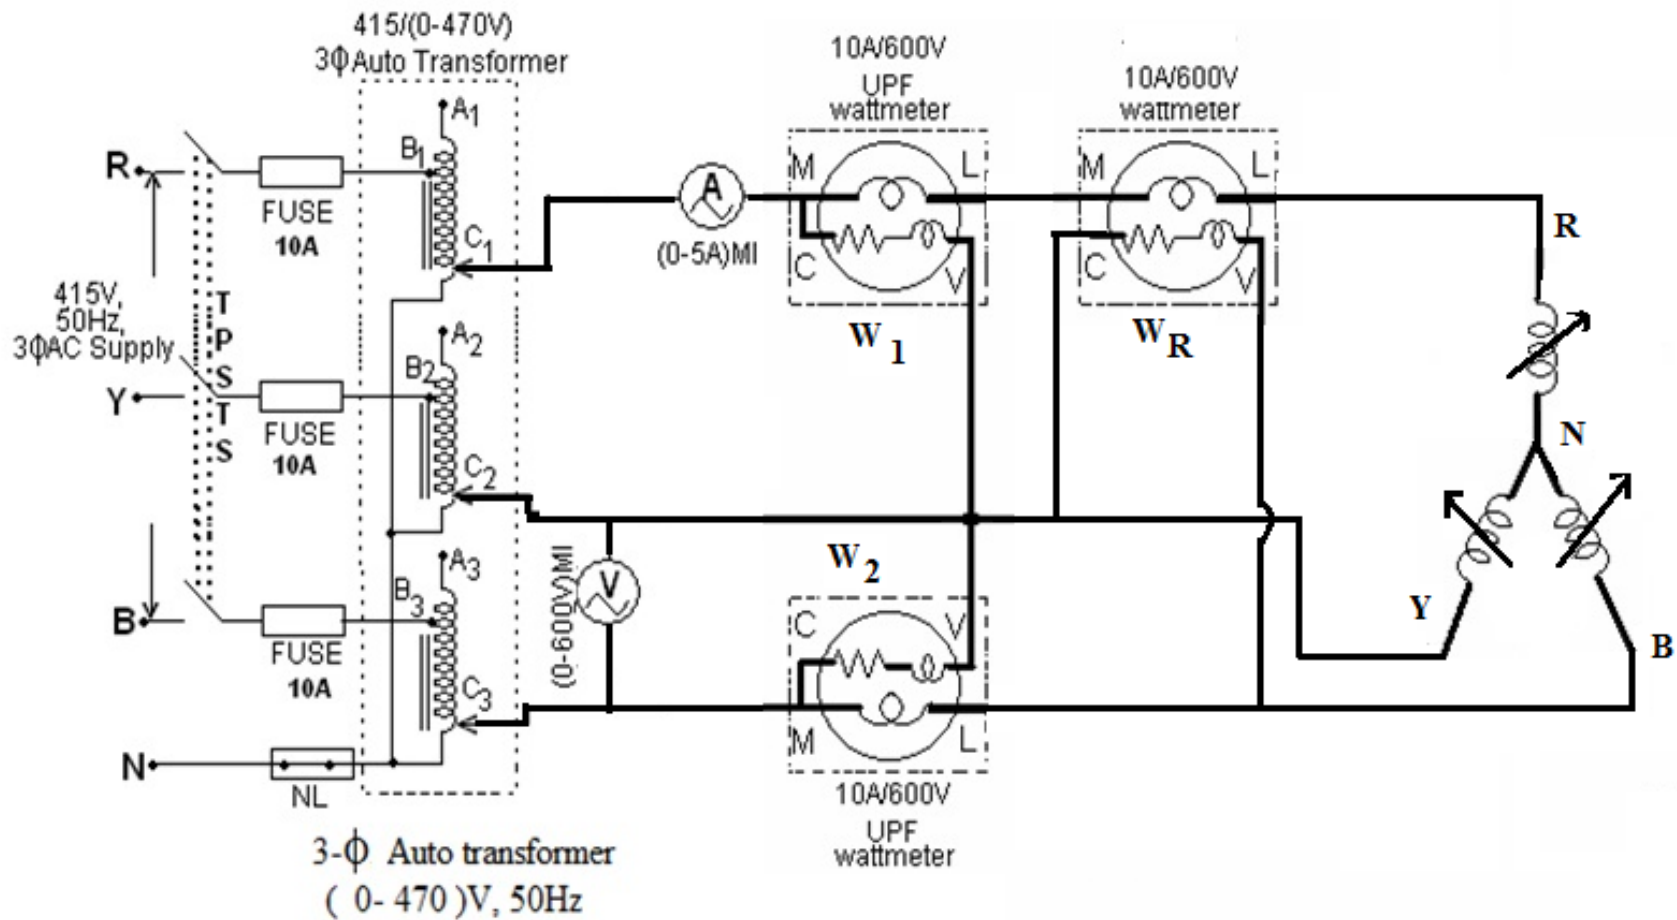 415/(0-470V)
3ϕAuto Transformer
A1
B1
C1
R
FUSE
10A
415V,
50Hz,
3ϕAC Supply
TPSTS
Y
FUSE
10A
A2
B2
C2
B
FUSE
10A
A3
B3
C3
N
NL
3-ϕ Auto transformer
( 0- 470 )V, 50Hz
A
(0-5A)MI
V
(0-600V)MI
10A/600V
UPF
wattmeter
M L
C V
W1
10A/600V
wattmeter
M L
C V
WR
W2
C V
M L
10A/600V
UPF
wattmeter
R
N
Y
B